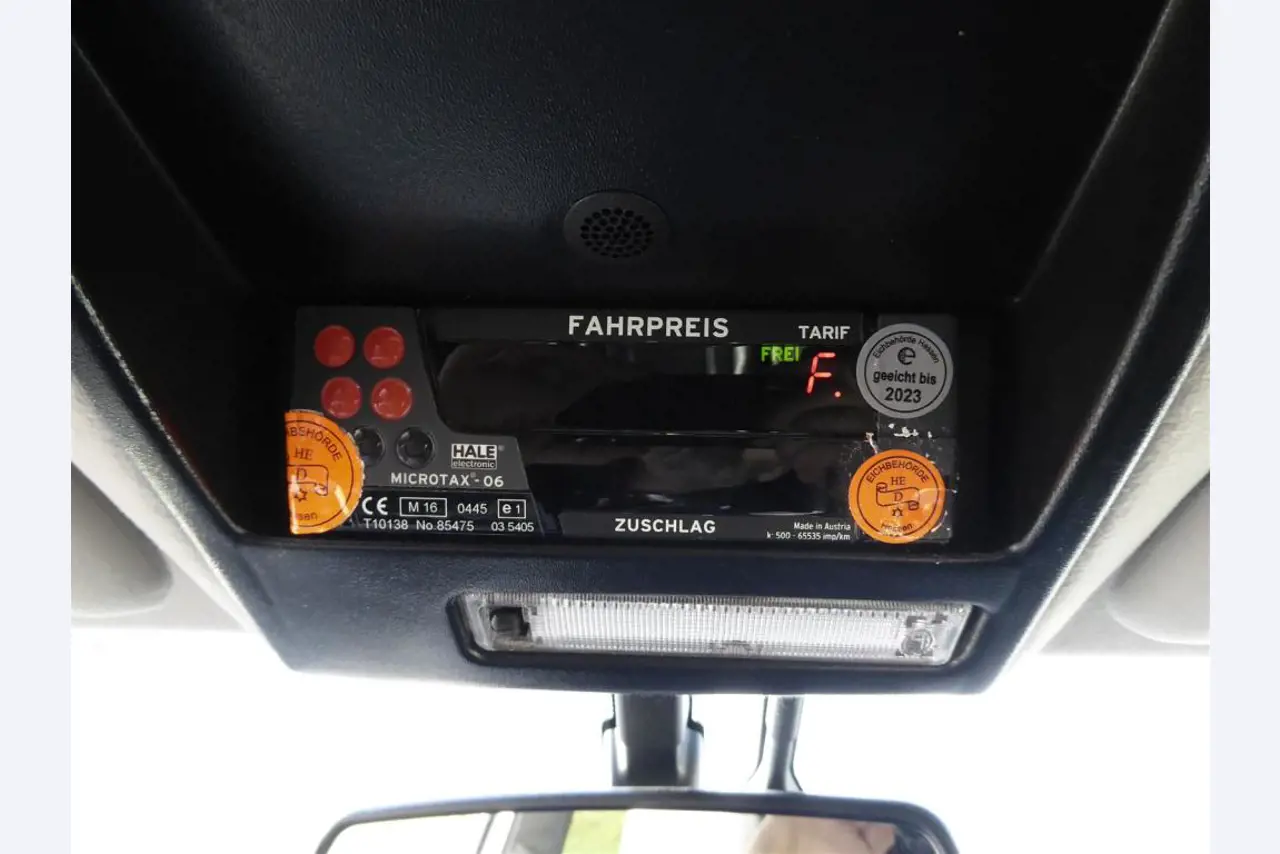 FAHRPREIS
TARIF
FREI
F.
Eichbehörde Hessen
e
geeicht bis
2023
EICHBEHÖRDE
HE
D
HALE®
electronic
MICROTAX®-06
CE M 16 0445 e1
T10138 No.85475 03 5405
ZUSCHLAG
Made in Austria
k: 500 - 65535 imp/km
EICHBEHÖRDE
HE
D
Hessen